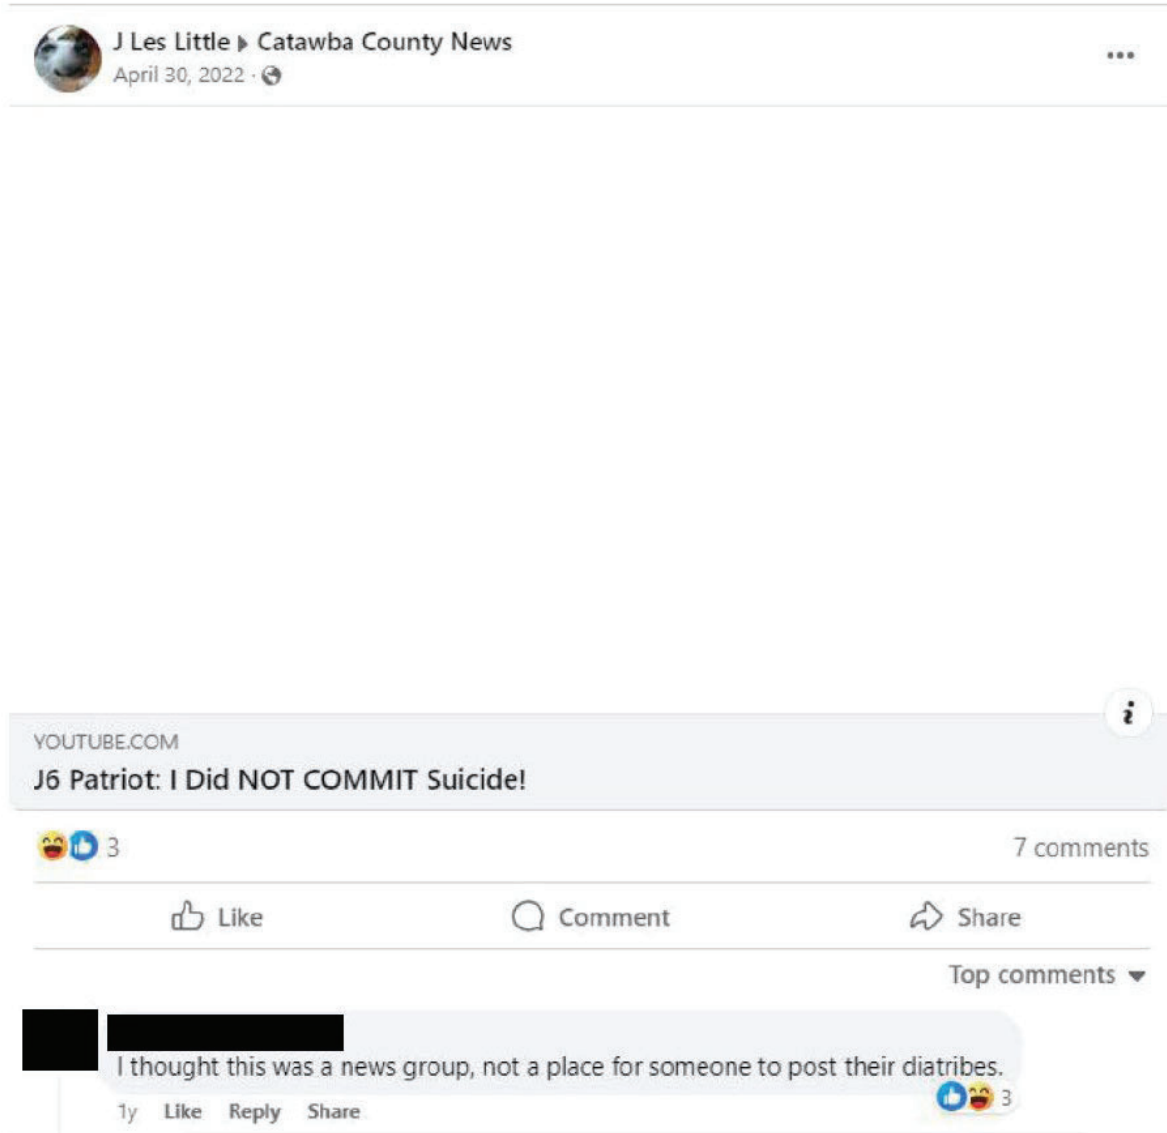 J Les Little ▸ Catawba County News
April 30, 2022 ·
YOUTUBE.COM
J6 Patriot: I Did NOT COMMIT Suicide!
3
7 comments
Like
Comment
Share
Top comments
I thought this was a news group, not a place for someone to post their diatribes.
3
1y Like Reply Share